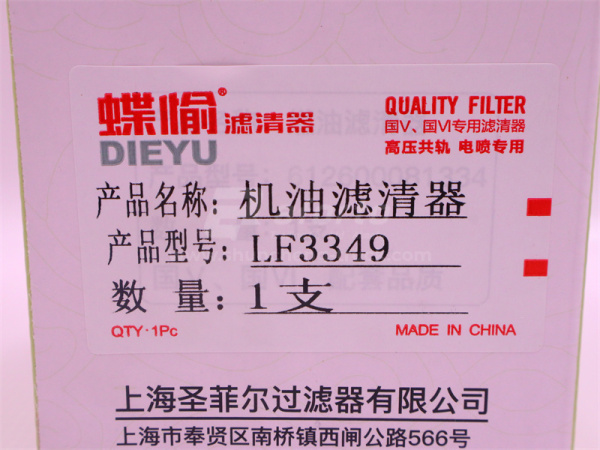 蝶愉® 滤清器
DIEYU
QUALITY FILTER
国Ⅴ、国Ⅵ专用滤清器
高压共轨 电喷专用
产品名称: 机油滤清器
产品型号: LF3349
数 量: 1支
QTY·1Pc
MADE IN CHINA
上海圣菲尔过滤器有限公司
上海市奉贤区南桥镇西闸公路566号